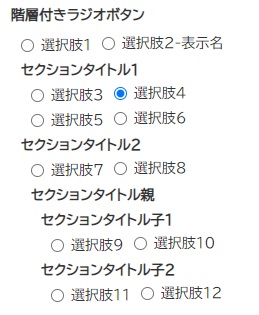 階層付きラジオボタン
選択肢1 選択肢2-表示名
セクションタイトル1
選択肢3 選択肢4
選択肢5 選択肢6
セクションタイトル2
選択肢7 選択肢8
セクションタイトル親
セクションタイトル子1
選択肢9 選択肢10
セクションタイトル子2
選択肢11 選択肢12